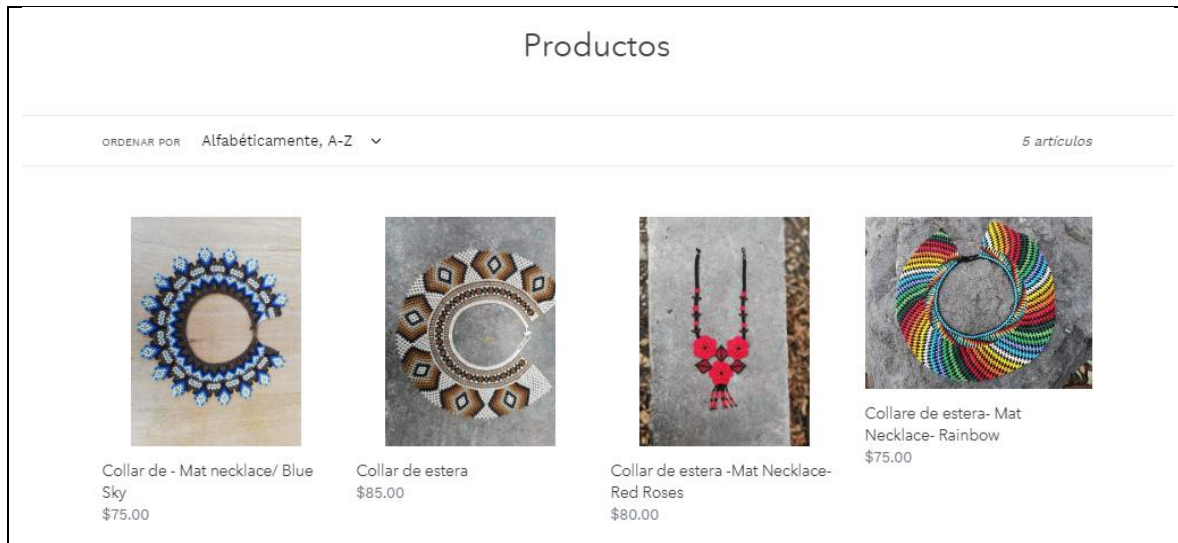 Productos
ORDENAR POR Alfabéticamente, A-Z
5 artículos
Collar de - Mat necklace/ Blue
Sky
$75.00
Collar de estera
$85.00
Collar de estera -Mat Necklace-
Red Roses
$80.00
Collare de estera- Mat
Necklace- Rainbow
$75.00